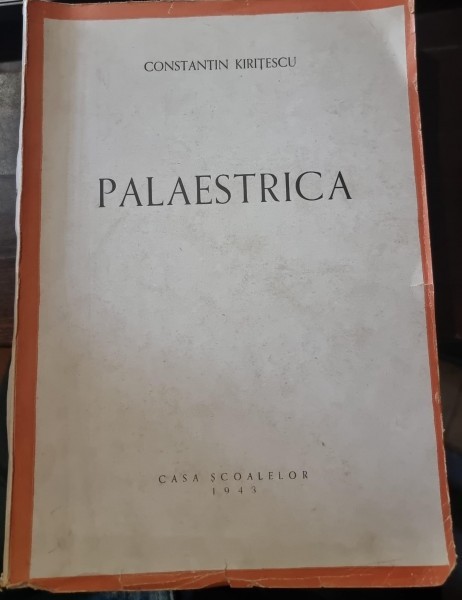 CONSTANTIN KIRIȚESCU
PALAESTRICA
CASA ȘCOALELOR
1943